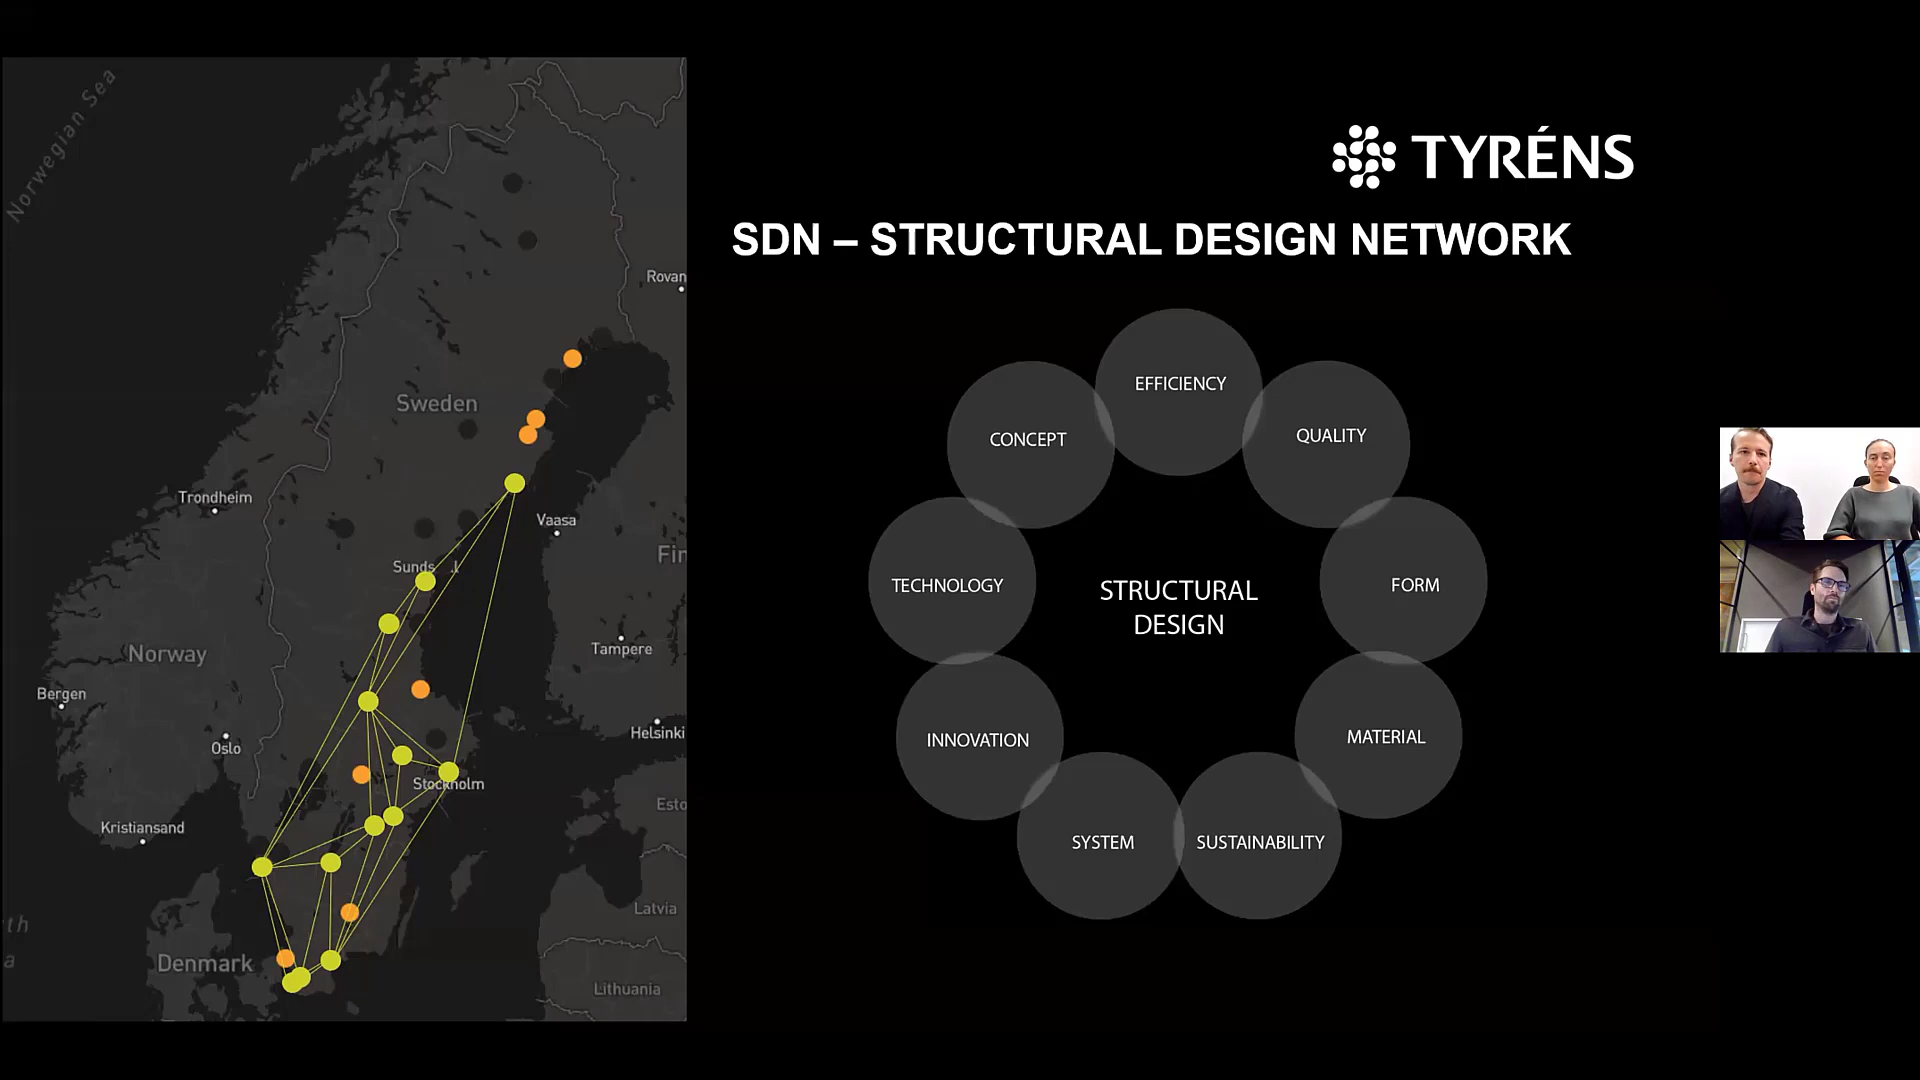 Norwegian Sea
Rovan
Sweden
Trondheim
Vaasa
Fin
Sunds
Norway
Tampere
Bergen
Oslo
Helsinki
Stockholm
Esto
Kristiansand
Latvia
th
a
Denmark
Lithuania
TYRÉNS
SDN – STRUCTURAL DESIGN NETWORK
EFFICIENCY
CONCEPT
QUALITY
TECHNOLOGY
STRUCTURAL
DESIGN
FORM
INNOVATION
MATERIAL
SYSTEM
SUSTAINABILITY